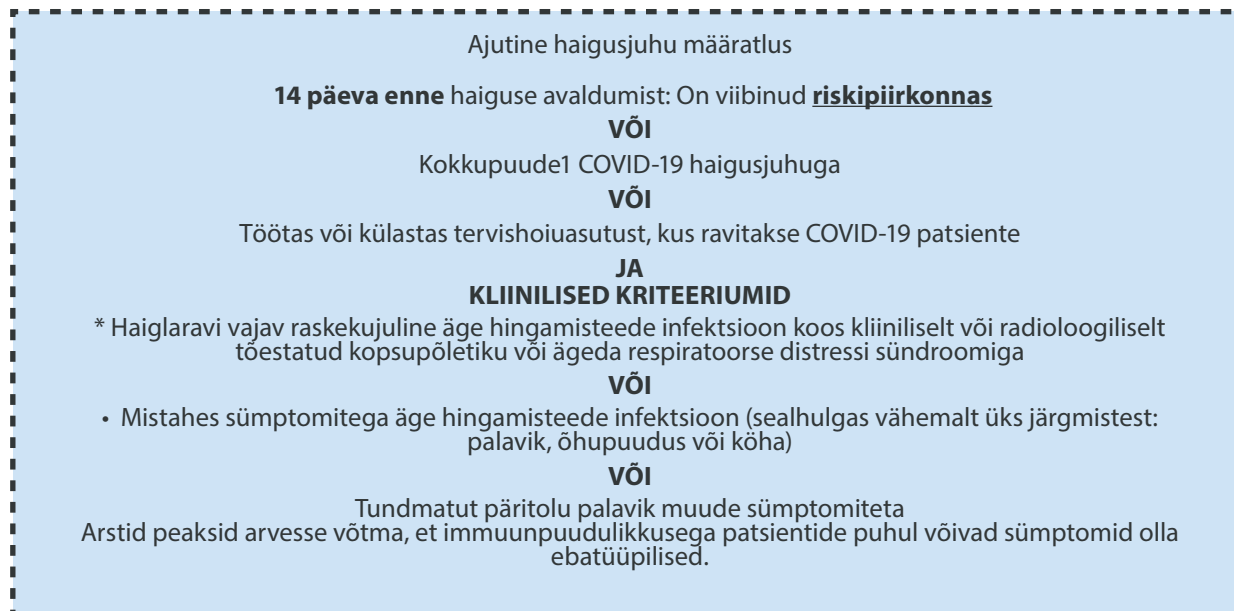 Ajutine haigusjuhu määratlus
14 päeva enne haiguse avaldumist: On viibinud riskipiirkonnas
VÕI
Kokkupuude1 COVID-19 haigusjuhuga
VÕI
Töötas või külastas tervishoiuasutust, kus ravitakse COVID-19 patsiente
JA
KLIINILISED KRITEERIUMID
* Haiglaravi vajav raskekujuline äge hingamisteede infektsioon koos kliiniliselt või radioloogiliselt
tõestatud kopsupõletiku või ägeda respiratoorse distressi sündroomiga
VÕI
• Mistahes sümptomitega äge hingamisteede infektsioon (sealhulgas vähemalt üks järgmistest:
palavik, õhupuudus või köha)
VÕI
Tundmatut päritolu palavik muude sümptomiteta
Arstid peaksid arvesse võtma, et immuunpuudulikkusega patsientide puhul võivad sümptomid olla
ebatüüpilised.